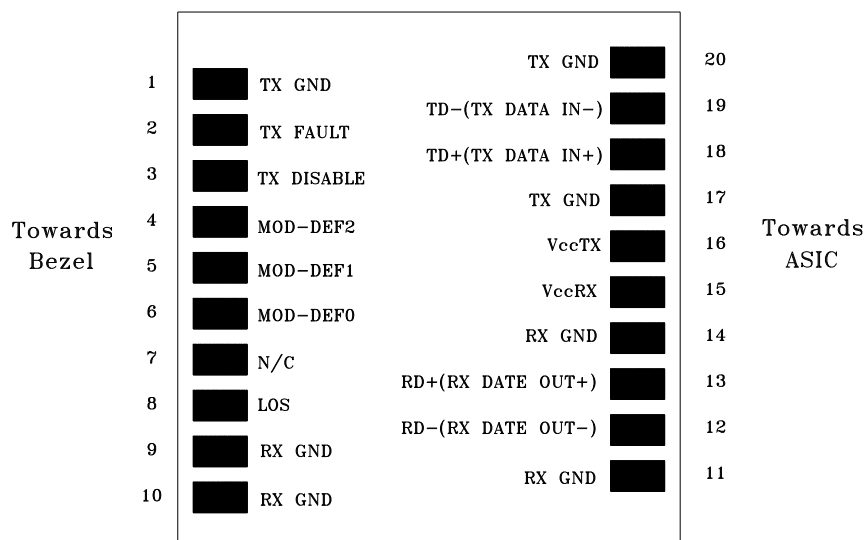 Towards
Bezel
1 TX GND
2 TX FAULT
3 TX DISABLE
4 MOD-DEF2
5 MOD-DEF1
6 MOD-DEF0
7 N/C
8 LOS
9 RX GND
10 RX GND
TX GND 20
TD-(TX DATA IN-) 19
TD+(TX DATA IN+) 18
TX GND 17
VccTX 16
VccRX 15
RX GND 14
RD+(RX DATE OUT+) 13
RD-(RX DATE OUT-) 12
RX GND 11
Towards
ASIC